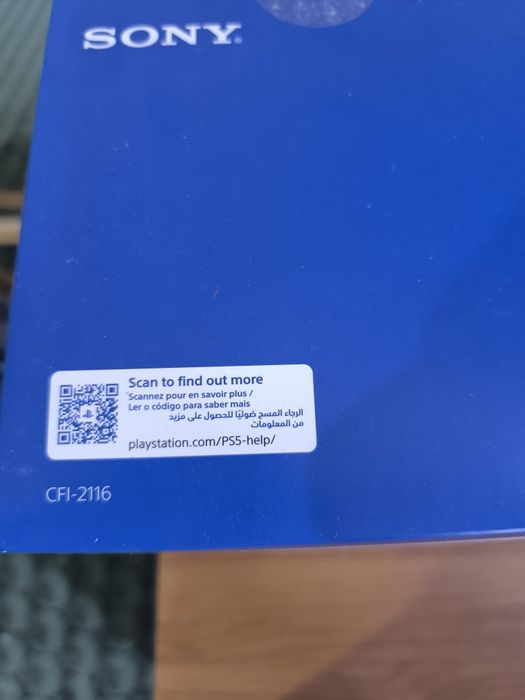 SONY
Scan to find out more
Scannez pour en savoir plus /
Ler o código para saber mais
الرجاء المسح ضوئيًا للحصول على مزيد
من المعلومات
playstation.com/PS5-help/
CFI-2116